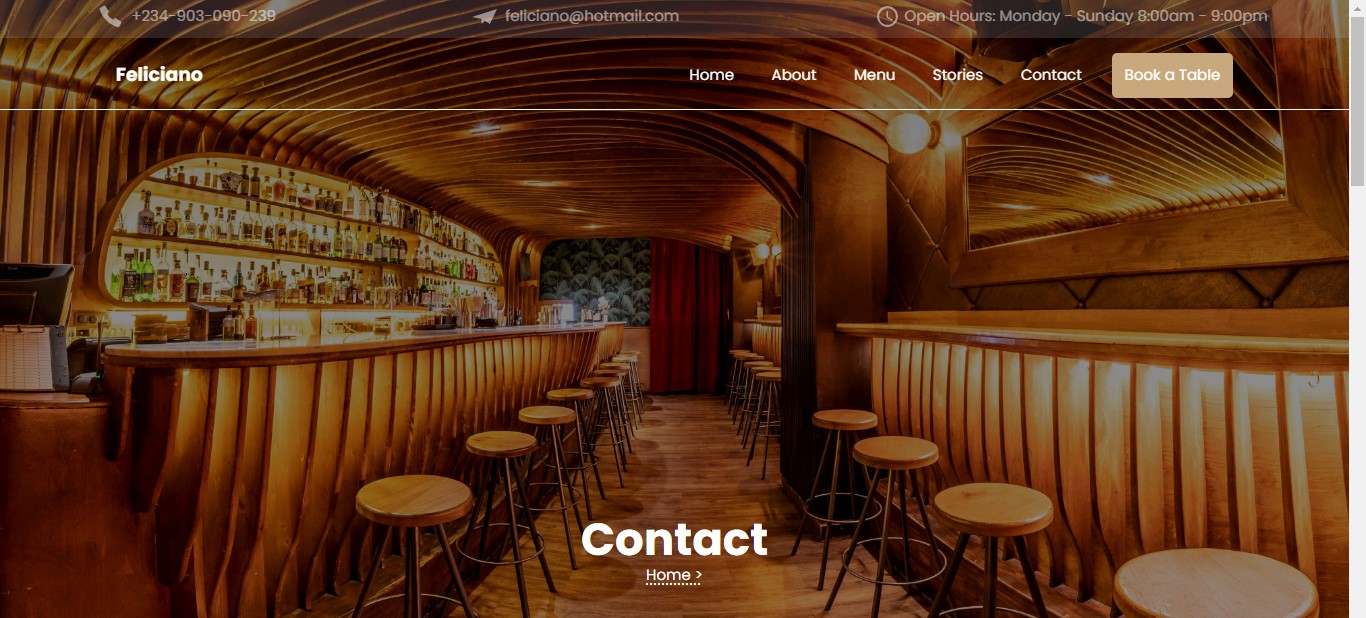 +234-903-090-239 feliciano@hotmail.com Open Hours: Monday - Sunday 8:00am - 9:00pm
Feliciano Home About Menu Stories Contact Book a Table
Contact
Home >